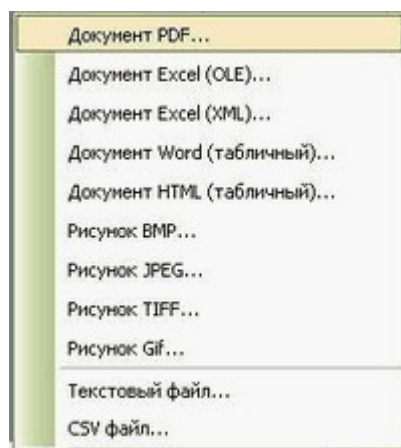 Документ PDF...
Документ Excel (OLE)...
Документ Excel (XML)...
Документ Word (табличный)...
Документ HTML (табличный)...
Рисунок BMP...
Рисунок JPEG...
Рисунок TIFF...
Рисунок Gif...
Текстовый файл...
CSV файл...